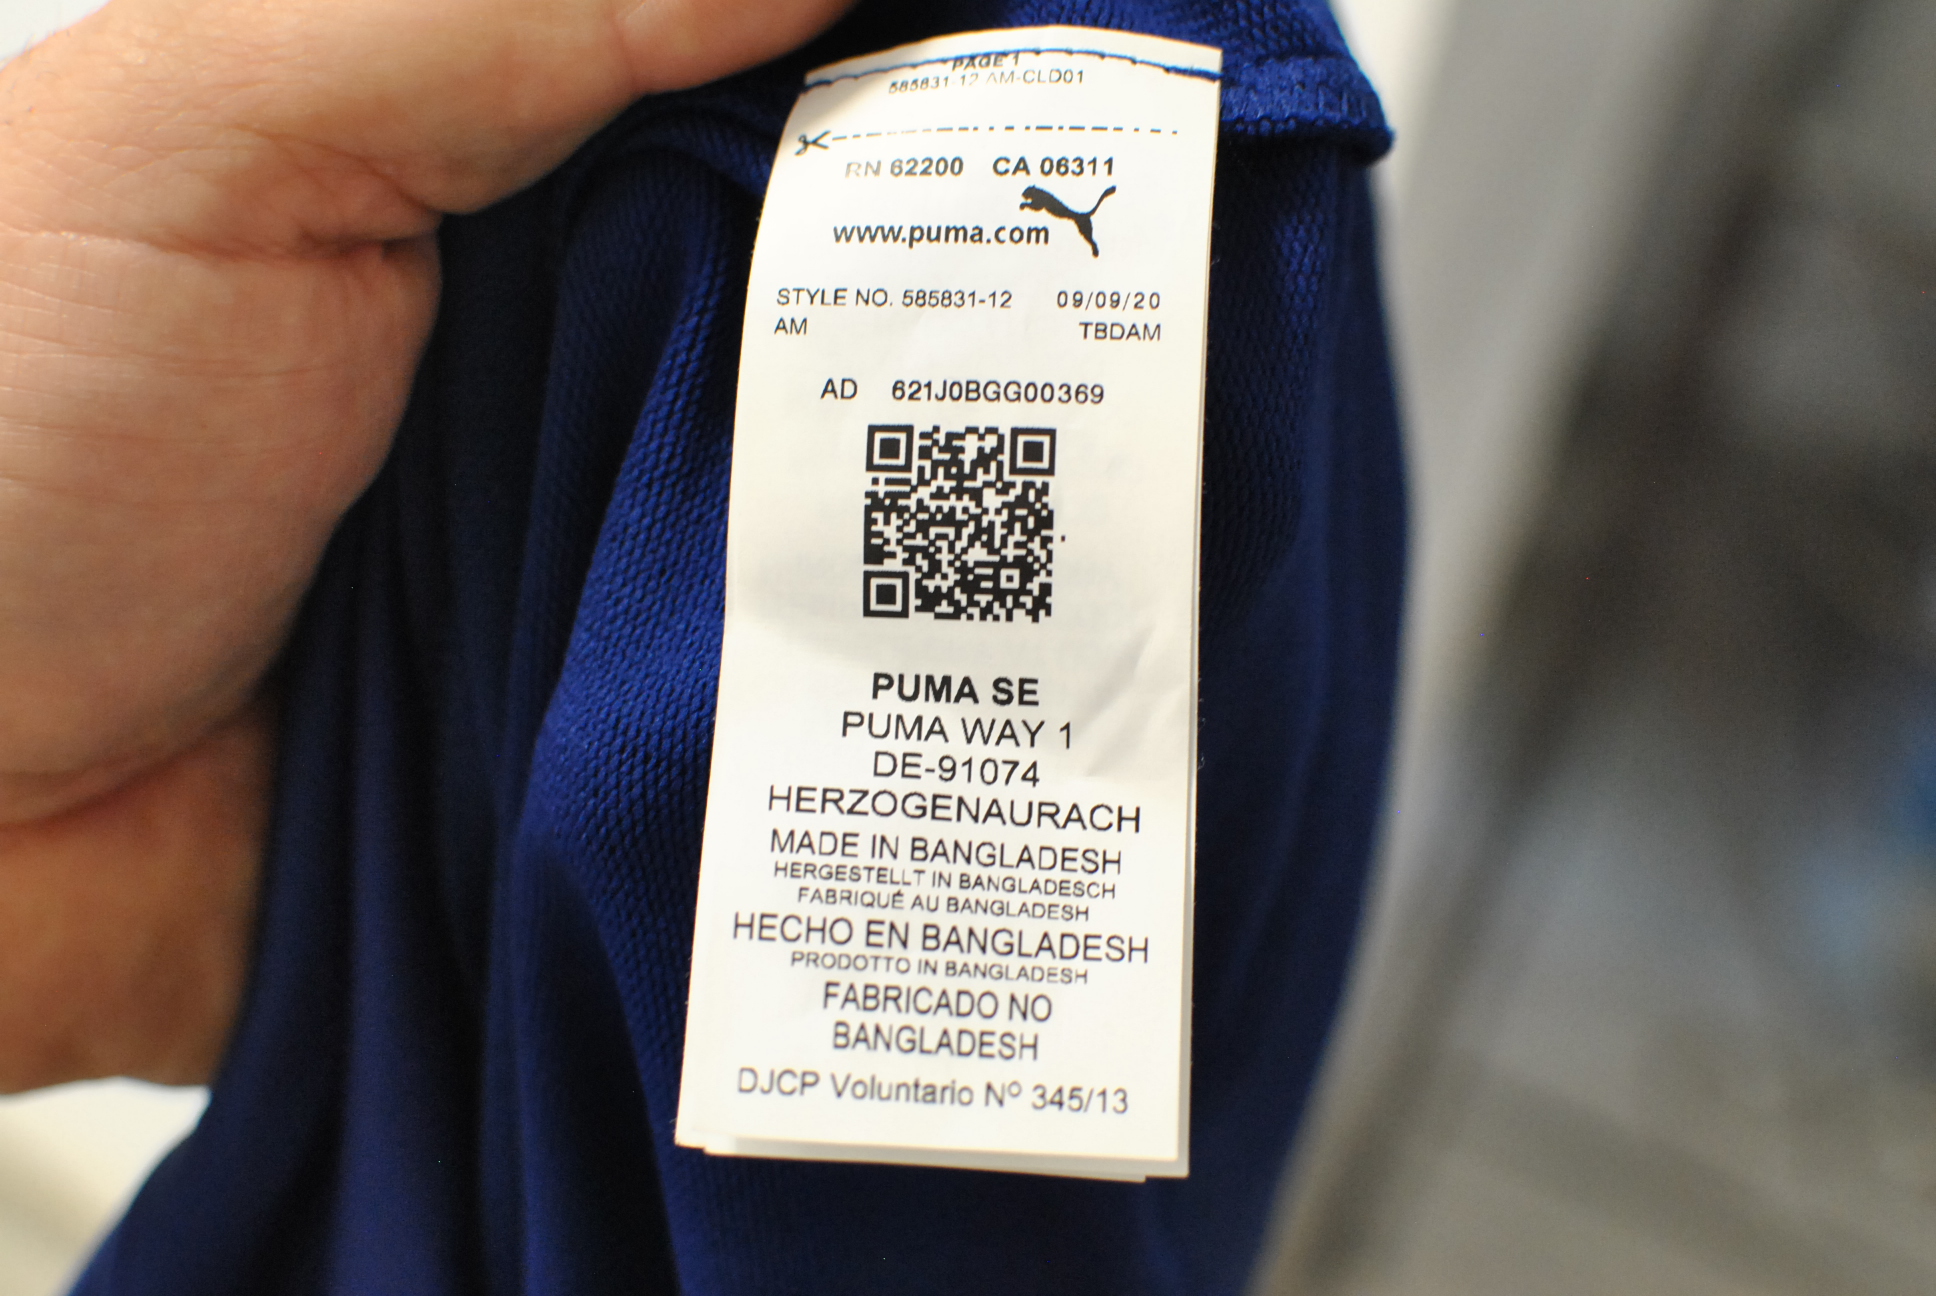 PAGE 1
585831-12 AM-CLD01
RN 62200 CA 06311
www.puma.com
STYLE NO. 585831-12 09/09/20
AM TBDAM
AD 621J0BGG00369
PUMA SE
PUMA WAY 1
DE-91074
HERZOGENAURACH
MADE IN BANGLADESH
HERGESTELLT IN BANGLADESCH
FABRIQUÉ AU BANGLADESH
HECHO EN BANGLADESH
PRODOTTO IN BANGLADESH
FABRICADO NO
BANGLADESH
DJCP Voluntario Nº 345/13